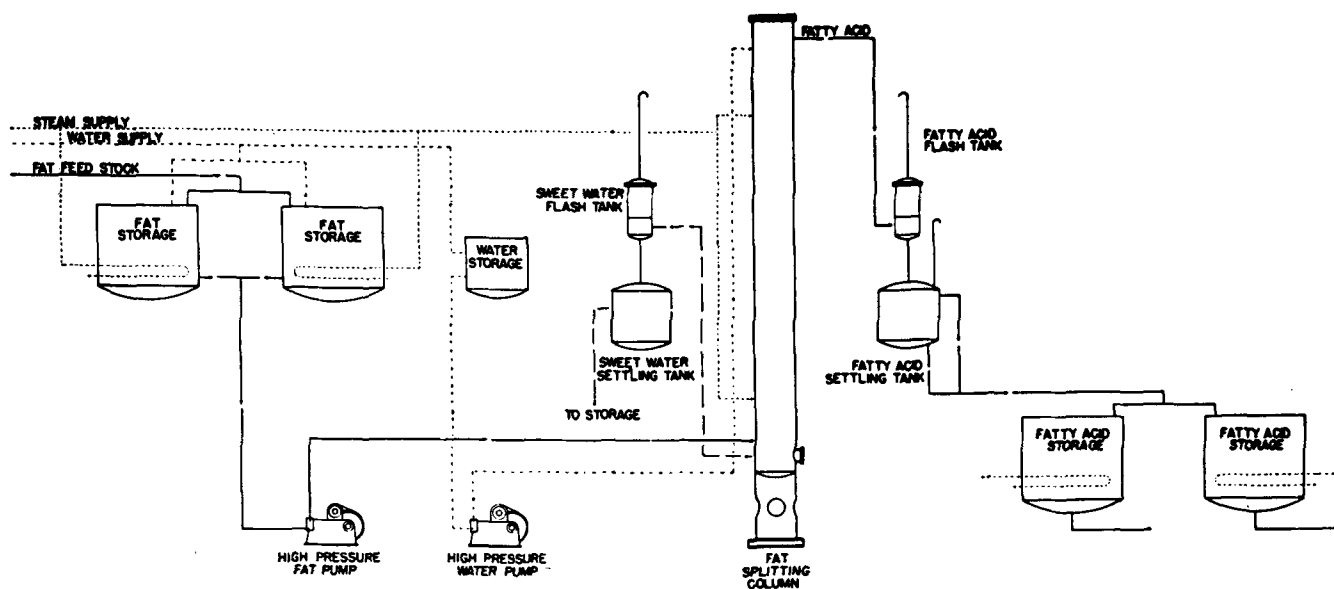 FATTY ACID
STEAM SUPPLY
WATER SUPPLY
FAT FEED STOCK
FAT
STORAGE
FAT
STORAGE
WATER
STORAGE
SWEET WATER
FLASH TANK
FATTY ACID
FLASH TANK
SWEET WATER
SETTLING TANK
TO STORAGE
FATTY ACID
SETTLING TANK
FATTY ACID
STORAGE
FATTY ACID
STORAGE
HIGH PRESSURE
FAT PUMP
HIGH PRESSURE
WATER PUMP
FAT
SPLITTING
COLUMN